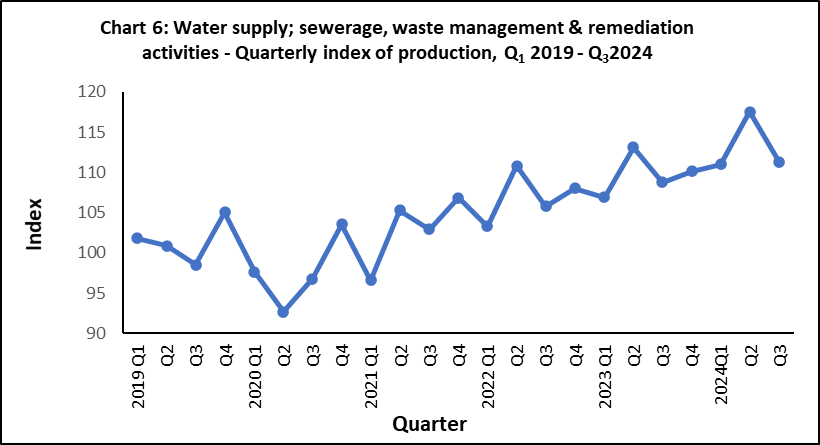 Chart 6: Water supply; sewerage, waste management & remediation
activities - Quarterly index of production, Q1 2019 - Q32024
120
115
110
105
100
95
90
Index
2019 Q1
Q2
Q3
Q4
2020 Q1
Q2
Q3
Q4
2021 Q1
Q2
Q3
Q4
2022 Q1
Q2
Q3
Q4
2023 Q1
Q2
Q3
Q4
2024Q1
Q2
Q3
Quarter